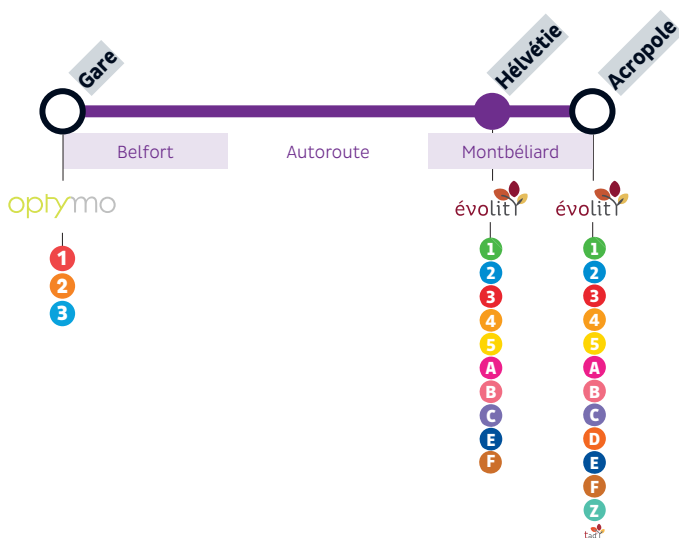 Gare
Hélvétie
Acropole
Belfort
Autoroute
Montbéliard
optymo
1
2
3
évolitY
1
2
3
4
5
A
B
C
E
F
évolitY
1
2
3
4
5
A
B
C
D
E
F
Z
tadY